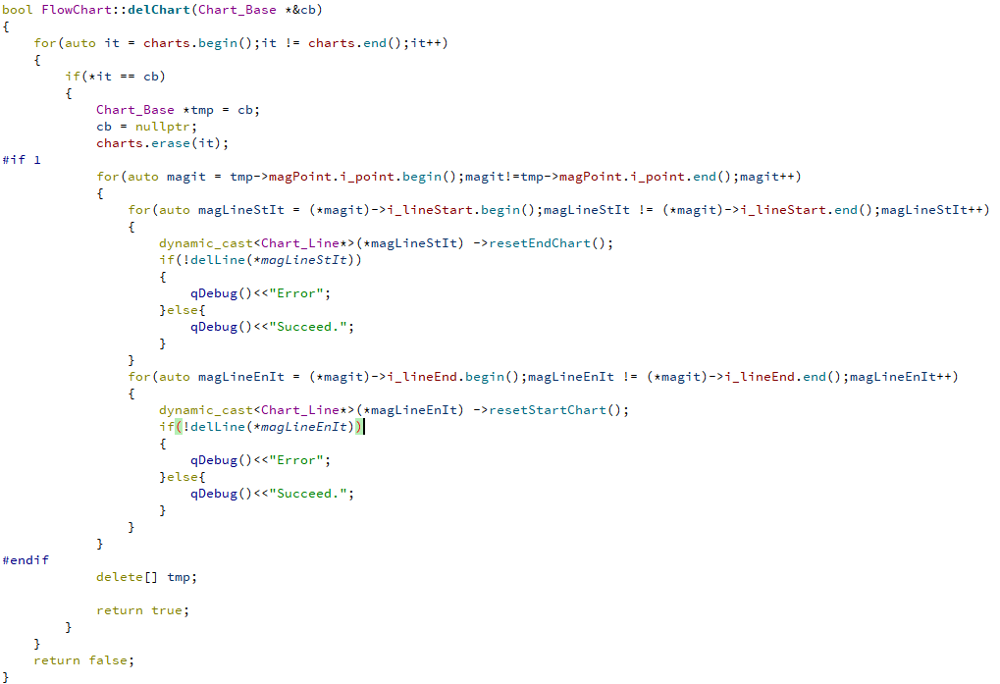 bool FlowChart::delChart(Chart_Base *&cb)
{
    for(auto it = charts.begin();it != charts.end();it++)
    {
        if(*it == cb)
        {
            Chart_Base *tmp = cb;
            cb = nullptr;
            charts.erase(it);
#if 1
            for(auto magit = tmp->magPoint.i_point.begin();magit!=tmp->magPoint.i_point.end();magit++)
            {
                for(auto magLineStIt = (*magit)->i_lineStart.begin();magLineStIt != (*magit)->i_lineStart.end();magLineStIt++)
                {
                    dynamic_cast<Chart_Line*>(*magLineStIt) ->resetEndChart();
                    if(!delLine(*magLineStIt))
                    {
                        qDebug()<<"Error";
                    }else{
                        qDebug()<<"Succeed.";
                    }
                }
                for(auto magLineEnIt = (*magit)->i_lineEnd.begin();magLineEnIt != (*magit)->i_lineEnd.end();magLineEnIt++)
                {
                    dynamic_cast<Chart_Line*>(*magLineEnIt) ->resetStartChart();
                    if(!delLine(*magLineEnIt))
                    {
                        qDebug()<<"Error";
                    }else{
                        qDebug()<<"Succeed.";
                    }
                }
            }
#endif
            delete[] tmp;

            return true;
        }
    }
    return false;
}